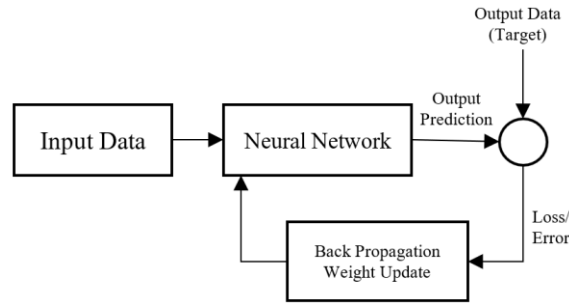 Output Data
(Target)
Output
Prediction
Input Data
Neural Network
Loss/
Error
Back Propagation
Weight Update